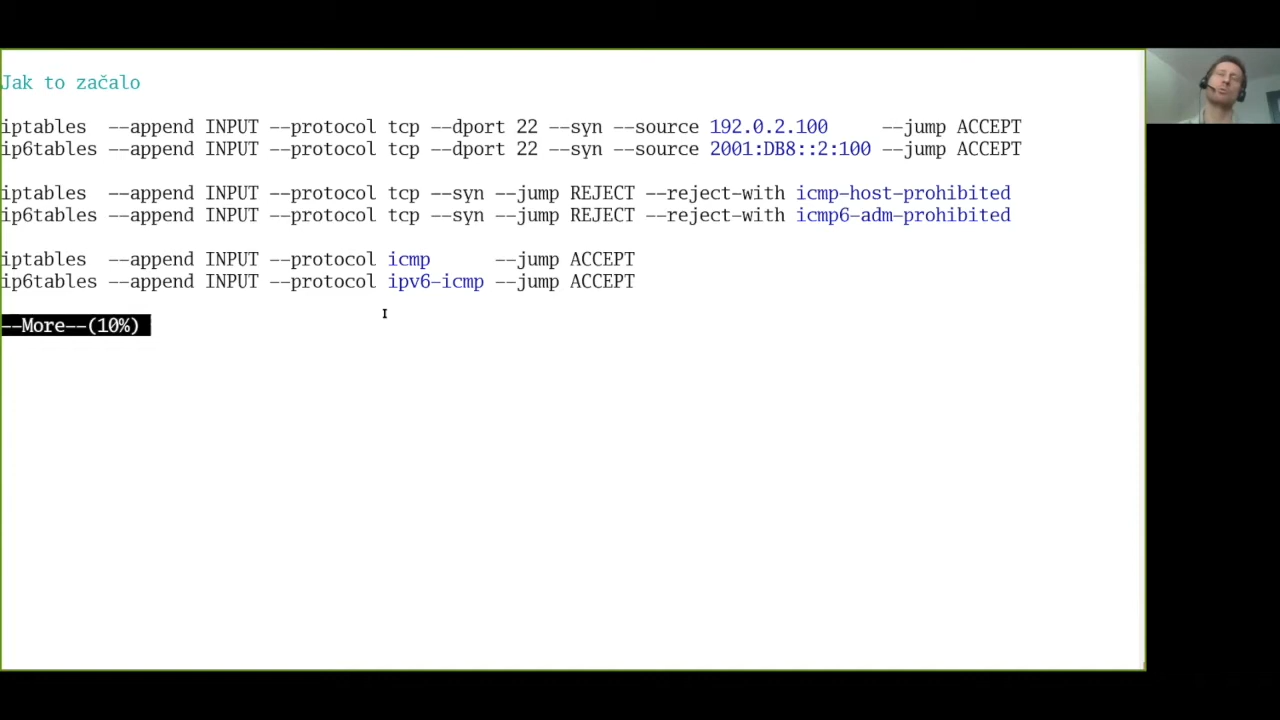 Jak to začalo
iptables --append INPUT --protocol tcp --dport 22 --syn --source 192.0.2.100 --jump ACCEPT
ip6tables --append INPUT --protocol tcp --dport 22 --syn --source 2001:DB8::2:100 --jump ACCEPT
iptables --append INPUT --protocol tcp --syn --jump REJECT --reject-with icmp-host-prohibited
ip6tables --append INPUT --protocol tcp --syn --jump REJECT --reject-with icmp6-adm-prohibited
iptables --append INPUT --protocol icmp --jump ACCEPT
ip6tables --append INPUT --protocol ipv6-icmp --jump ACCEPT
--More--(10%)